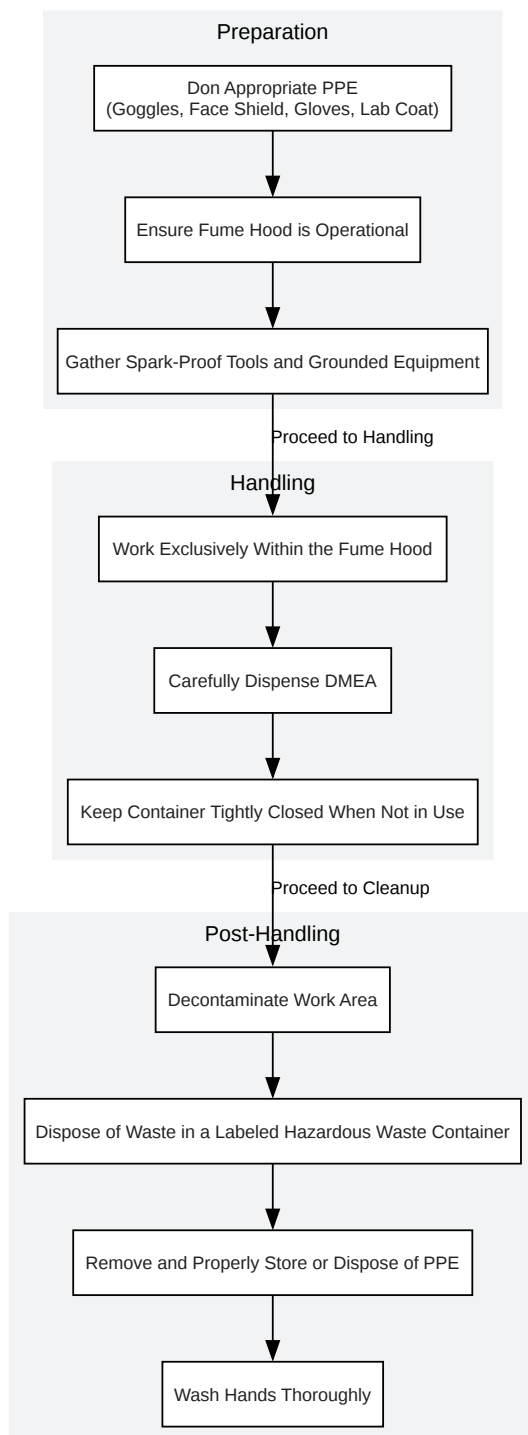 Preparation
Don Appropriate PPE
(Goggles, Face Shield, Gloves, Lab Coat)
Ensure Fume Hood is Operational
Gather Spark-Proof Tools and Grounded Equipment
Proceed to Handling
Handling
Work Exclusively Within the Fume Hood
Carefully Dispense DMEA
Keep Container Tightly Closed When Not in Use
Proceed to Cleanup
Post-Handling
Decontaminate Work Area
Dispose of Waste in a Labeled Hazardous Waste Container
Remove and Properly Store or Dispose of PPE
Wash Hands Thoroughly